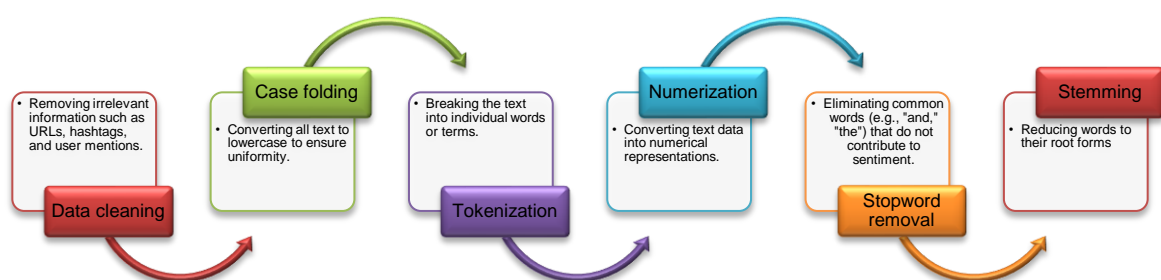 • Removing irrelevant
information such as
URLs, hashtags,
and user mentions.
Data cleaning
Case folding
• Converting all text to
lowercase to ensure
uniformity.
• Breaking the text
into individual words
or terms.
Tokenization
Numerization
• Converting text data
into numerical
representations.
• Eliminating common
words (e.g., "and,"
"the") that do not
contribute to
sentiment.
Stopword
removal
Stemming
• Reducing words to
their root forms